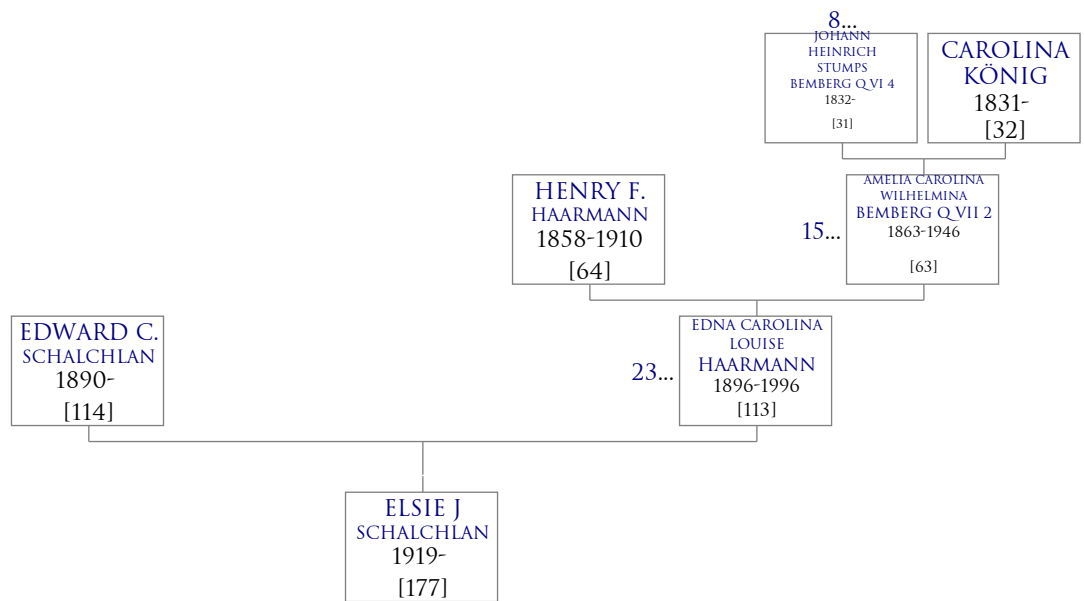 8...
JOHANN
HEINRICH
STUMPS
BEMBERG Q VI 4
1832-
[31]
CAROLINA
KÖNIG
1831-
[32]
HENRY F.
HAARMANN
1858-1910
[64]
15...
AMELIA CAROLINA
WILHELMINA
BEMBERG Q VII 2
1863-1946
[63]
EDWARD C.
SCHALCHLAN
1890-
[114]
23...
EDNA CAROLINA
LOUISE
HAARMANN
1896-1996
[113]
ELSIE J
SCHALCHLAN
1919-
[177]